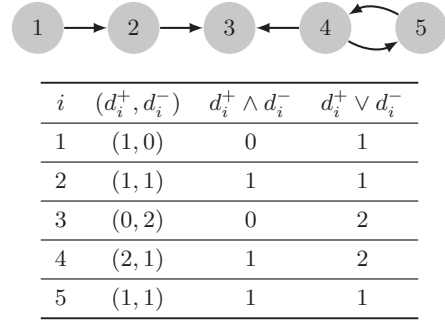 1 2 3 4 5
i (d_i^+, d_i^-) d_i^+ ∧ d_i^- d_i^+ ∨ d_i^-
1 (1, 0) 0 1
2 (1, 1) 1 1
3 (0, 2) 0 2
4 (2, 1) 1 2
5 (1, 1) 1 1